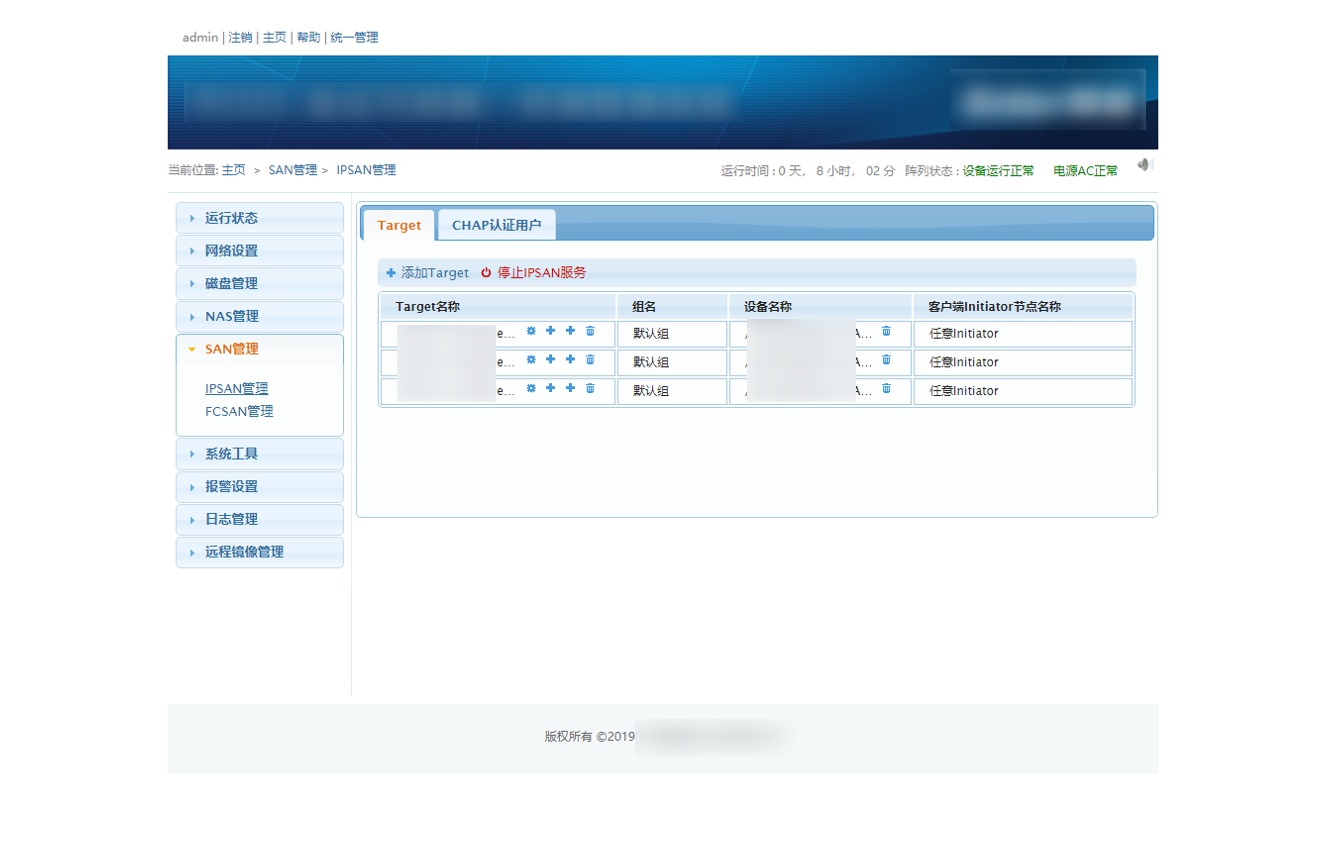 admin | 注销 | 主页 | 帮助 | 统一管理
当前位置: 主页 > SAN管理 > IPSAN管理
运行时间 : 0 天, 8 小时, 02 分 阵列状态 : 设备运行正常 电源AC正常
运行状态
网络设置
磁盘管理
NAS管理
SAN管理
IPSAN管理
FCSAN管理
系统工具
报警设置
日志管理
远程镜像管理
Target CHAP认证用户
添加Target 停止IPSAN服务
Target名称 组名 设备名称 客户端Initiator节点名称
e... 默认组 A... 任意Initiator
e... 默认组 A... 任意Initiator
e... 默认组 A... 任意Initiator
版权所有 ©2019